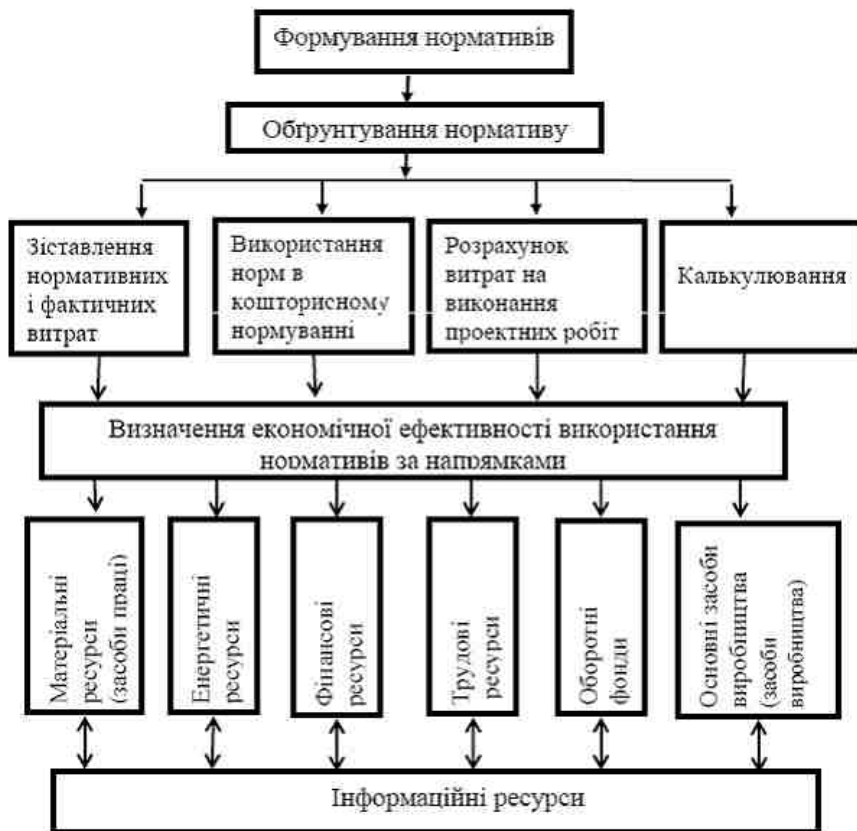 Формування нормативів
Обґрунтування нормативу
Зіставлення
нормативних
і фактичних
витрат
Використання
норм в
кошторисному
нормуванні
Розрахунок
витрат на
виконання
проектних робіт
Калькулювання
Визначення економічної ефективності використання
нормативів за напрямками
Матеріальні
ресурси
(засоби праці)
Енергетичні
ресурси
Фінансові
ресурси
Трудові
ресурси
Оборотні
фонди
Основні засоби
виробництва
(засоби
виробництва)
Інформаційні ресурси